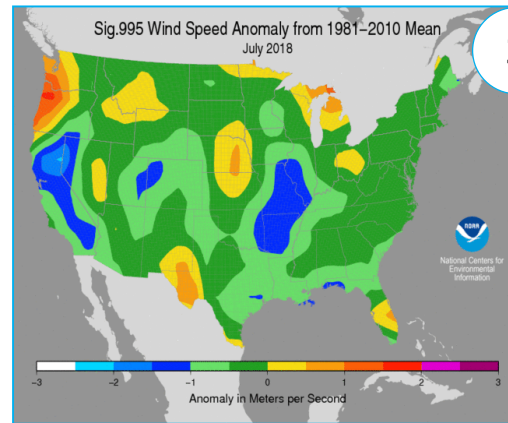 Sig.995 Wind Speed Anomaly from 1981–2010 Mean
July 2018
NOAA
National Centers for
Environmental
Information
−3 −2 −1 0 1 2 3
Anomaly in Meters per Second